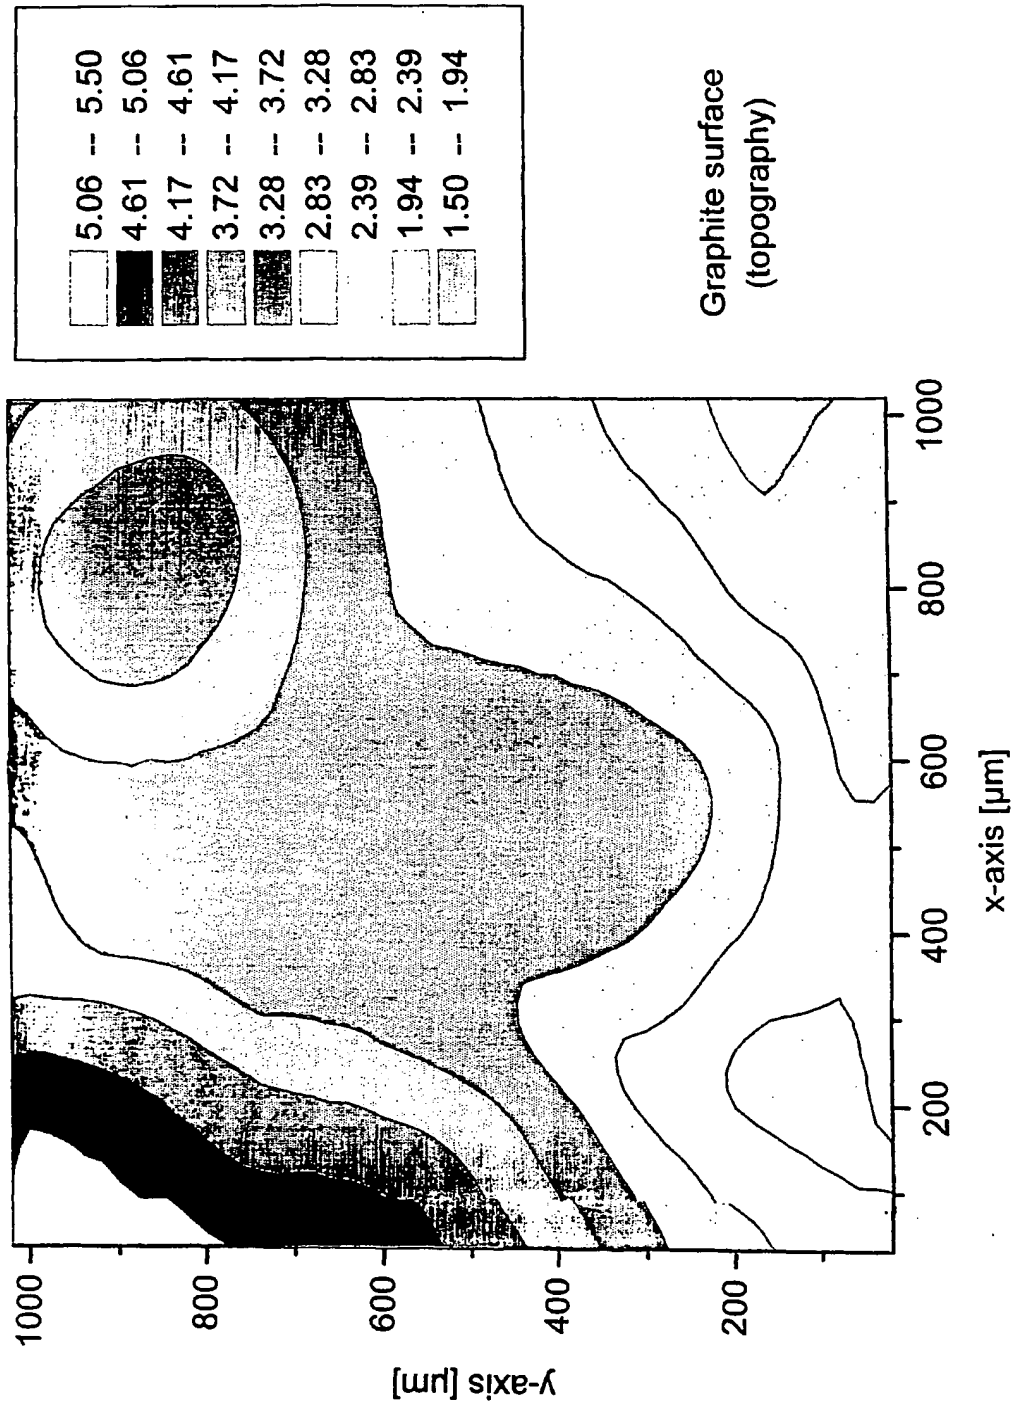 5.06 -- 5.50
4.61 -- 5.06
4.17 -- 4.61
3.72 -- 4.17
3.28 -- 3.72
2.83 -- 3.28
2.39 -- 2.83
1.94 -- 2.39
1.50 -- 1.94
Graphite surface
(topography)
y-axis [µm]
1000
800
600
400
200
200
400
600
800
1000
x-axis [µm]